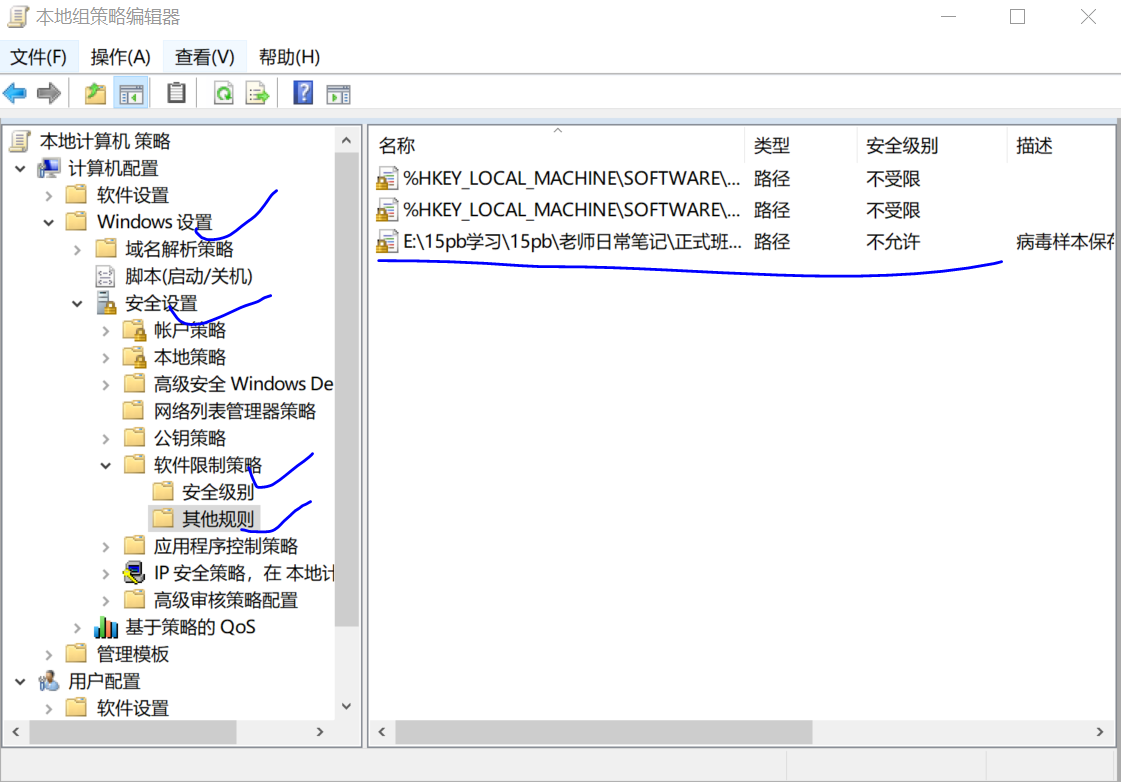 本地组策略编辑器
文件(F) 操作(A) 查看(V) 帮助(H)
本地计算机 策略
计算机配置
软件设置
Windows 设置
域名解析策略
脚本(启动/关机)
安全设置
帐户策略
本地策略
高级安全 Windows De
网络列表管理器策略
公钥策略
软件限制策略
安全级别
其他规则
应用程序控制策略
IP 安全策略，在 本地计
高级审核策略配置
基于策略的 QoS
管理模板
用户配置
软件设置
名称 类型 安全级别 描述
%HKEY_LOCAL_MACHINE\SOFTWARE\... 路径 不受限
%HKEY_LOCAL_MACHINE\SOFTWARE\... 路径 不受限
E:\15pb学习\15pb\老师日常笔记\正式班... 路径 不允许 病毒样本保存